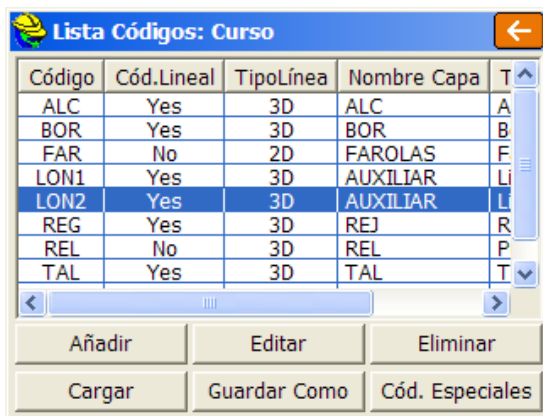 Lista Códigos: Curso
Código Cód.Lineal TipoLínea Nombre Capa T
ALC Yes 3D ALC A
BOR Yes 3D BOR B
FAR No 2D FAROLAS F
LON1 Yes 3D AUXILIAR Li
LON2 Yes 3D AUXILIAR Li
REG Yes 3D REJ R
REL No 3D REL P
TAL Yes 3D TAL T
Añadir Editar Eliminar
Cargar Guardar Como Cód. Especiales